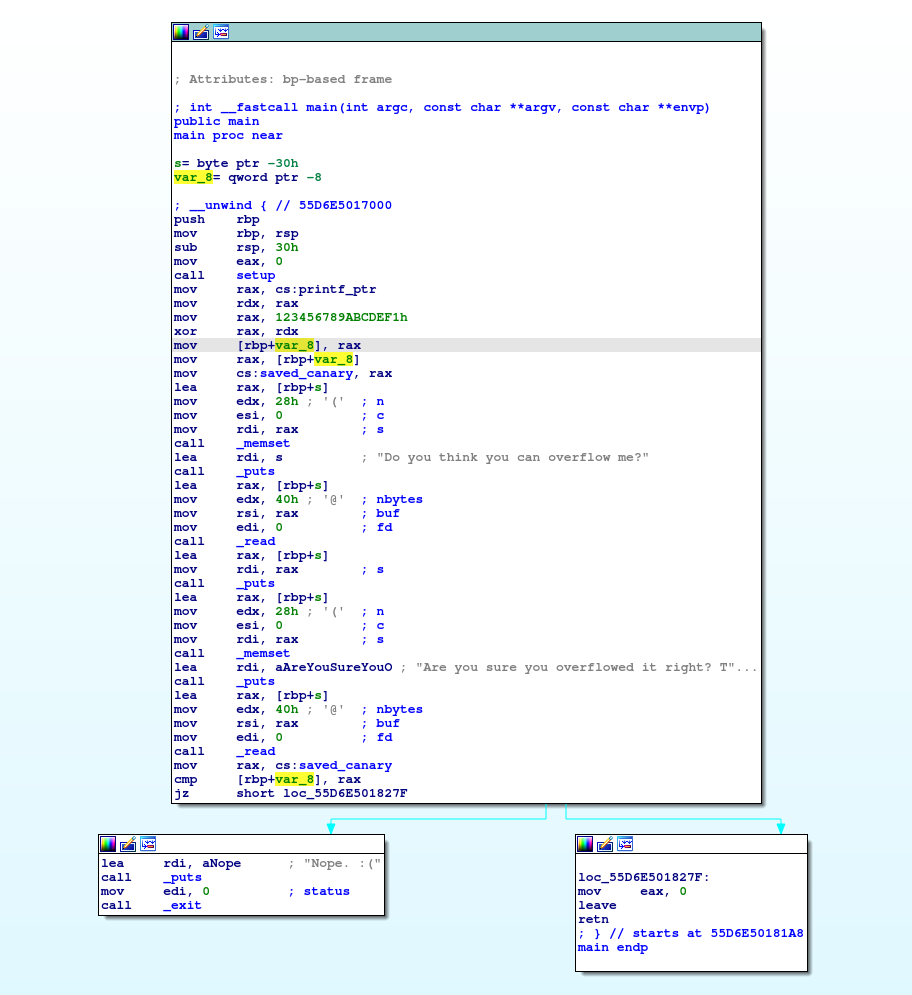 ; Attributes: bp-based frame
; int __fastcall main(int argc, const char **argv, const char **envp)
public main
main proc near
s= byte ptr -30h
var_8= qword ptr -8
; __unwind { // 55D6E5017000
push rbp
mov rbp, rsp
sub rsp, 30h
mov eax, 0
call setup
mov rax, cs:printf_ptr
mov rdx, rax
mov rax, 123456789ABCDEF1h
xor rax, rdx
mov [rbp+var_8], rax
mov rax, [rbp+var_8]
mov cs:saved_canary, rax
lea rax, [rbp+s]
mov edx, 28h ; '(' ; n
mov esi, 0 ; c
mov rdi, rax ; s
call _memset
lea rdi, s ; "Do you think you can overflow me?"
call _puts
lea rax, [rbp+s]
mov edx, 40h ; '@' ; nbytes
mov rsi, rax ; buf
mov edi, 0 ; fd
call _read
lea rax, [rbp+s]
mov rdi, rax ; s
call _puts
lea rax, [rbp+s]
mov edx, 28h ; '(' ; n
mov esi, 0 ; c
mov rdi, rax ; s
call _memset
lea rdi, aAreYouSureYouO ; "Are you sure you overflowed it right? T"...
call _puts
lea rax, [rbp+s]
mov edx, 40h ; '@' ; nbytes
mov rsi, rax ; buf
mov edi, 0 ; fd
call _read
mov rax, cs:saved_canary
cmp [rbp+var_8], rax
jz short loc_55D6E501827F
lea rdi, aNope ; "Nope. :("
call _puts
mov edi, 0 ; status
call _exit
loc_55D6E501827F:
mov eax, 0
leave
retn
; } // starts at 55D6E50181A8
main endp